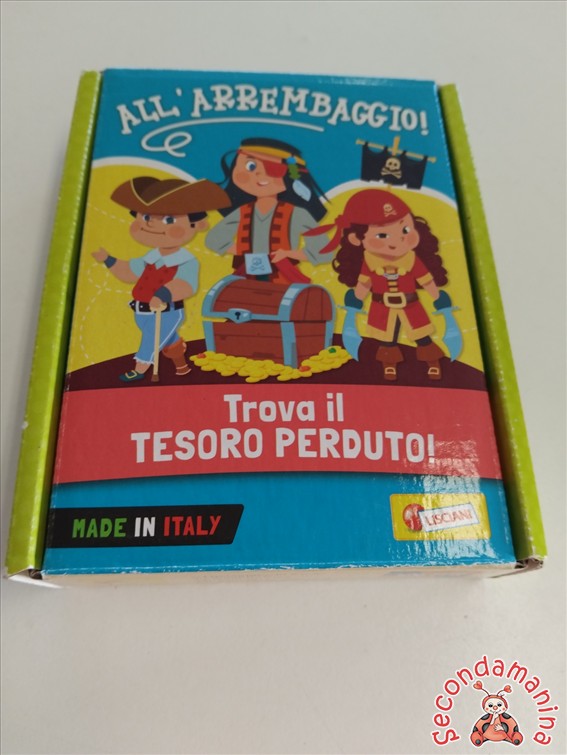 ALL'ARREMBAGGIO!
Trova il
TESORO PERDUTO!
MADE IN ITALY
LISCIANI
Secondamanina